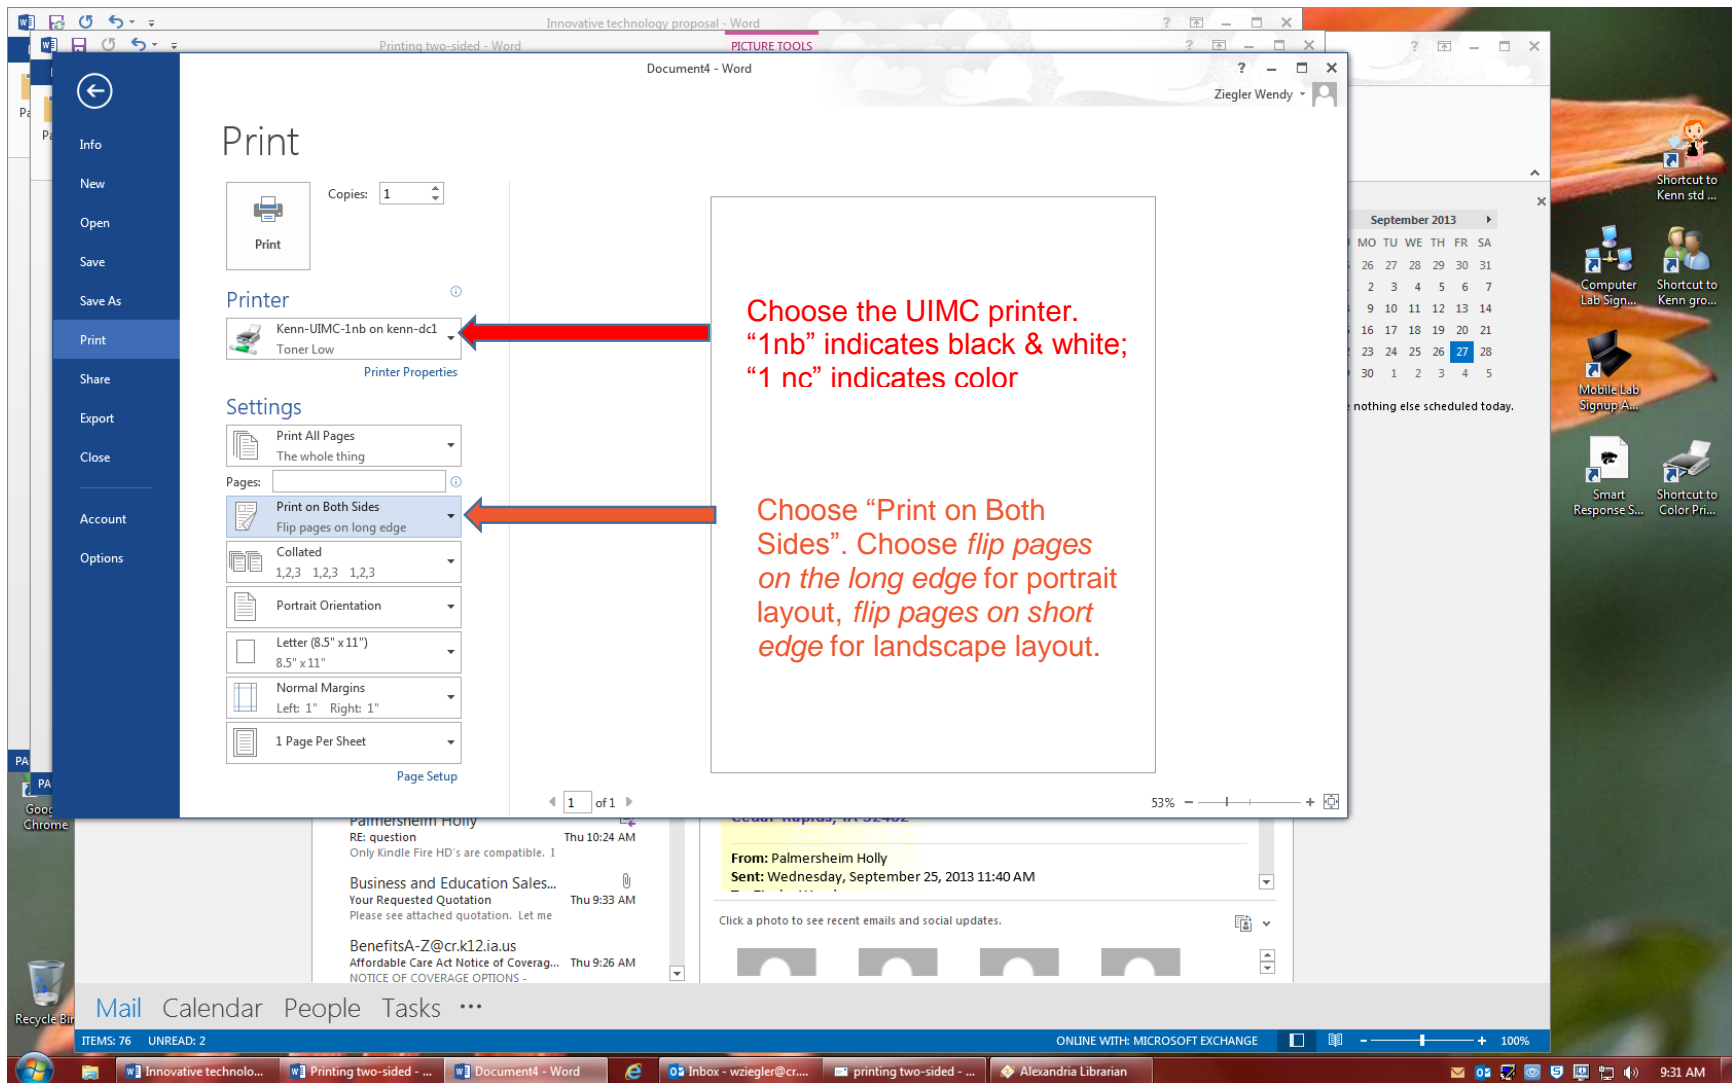 Innovative technology proposal - Word
Printing two-sided - Word
PICTURE TOOLS
Document4 - Word
Ziegler Wendy
Info
New
Open
Save
Save As
Print
Share
Export
Close
Account
Options
Print
Copies: 1
Print
Printer
Kenn-UIMC-1nb on kenn-dc1
Toner Low
Printer Properties
Settings
Print All Pages
The whole thing
Pages:
Print on Both Sides
Flip pages on long edge
Collated
1,2,3 1,2,3 1,2,3
Portrait Orientation
Letter (8.5" x 11")
8.5" x 11"
Normal Margins
Left: 1" Right: 1"
1 Page Per Sheet
Page Setup
Choose the UIMC printer.
“1nb” indicates black & white;
“1 nc” indicates color
Choose “Print on Both
Sides”. Choose flip pages
on the long edge for portrait
layout, flip pages on short
edge for landscape layout.
1 of 1
53%
September 2013
MO TU WE TH FR SA
26 27 28 29 30 31
2 3 4 5 6 7
9 10 11 12 13 14
16 17 18 19 20 21
23 24 25 26 27 28
30 1 2 3 4 5
nothing else scheduled today.
Shortcut to
Kenn std ...
Computer
Lab Sign...
Shortcut to
Kenn gro...
Mobile Lab
Signup A...
Smart
Response S...
Shortcut to
Color Pri...
PA
PA
Goog
Chrome
Palmersheim Holly
RE: question Thu 10:24 AM
Only Kindle Fire HD's are compatible. I
Business and Education Sales...
Your Requested Quotation Thu 9:33 AM
Please see attached quotation. Let me
BenefitsA-Z@cr.k12.ia.us
Affordable Care Act Notice of Coverag... Thu 9:26 AM
NOTICE OF COVERAGE OPTIONS -
Cedar Rapids, IA 52402
From: Palmersheim Holly
Sent: Wednesday, September 25, 2013 11:40 AM
Click a photo to see recent emails and social updates.
Recycle Bin
Mail Calendar People Tasks ...
ITEMS: 76 UNREAD: 2
ONLINE WITH: MICROSOFT EXCHANGE
100%
Innovative technolo...
Printing two-sided - ...
Document4 - Word
Inbox - wziegler@cr....
printing two-sided - ...
Alexandria Librarian
9:31 AM